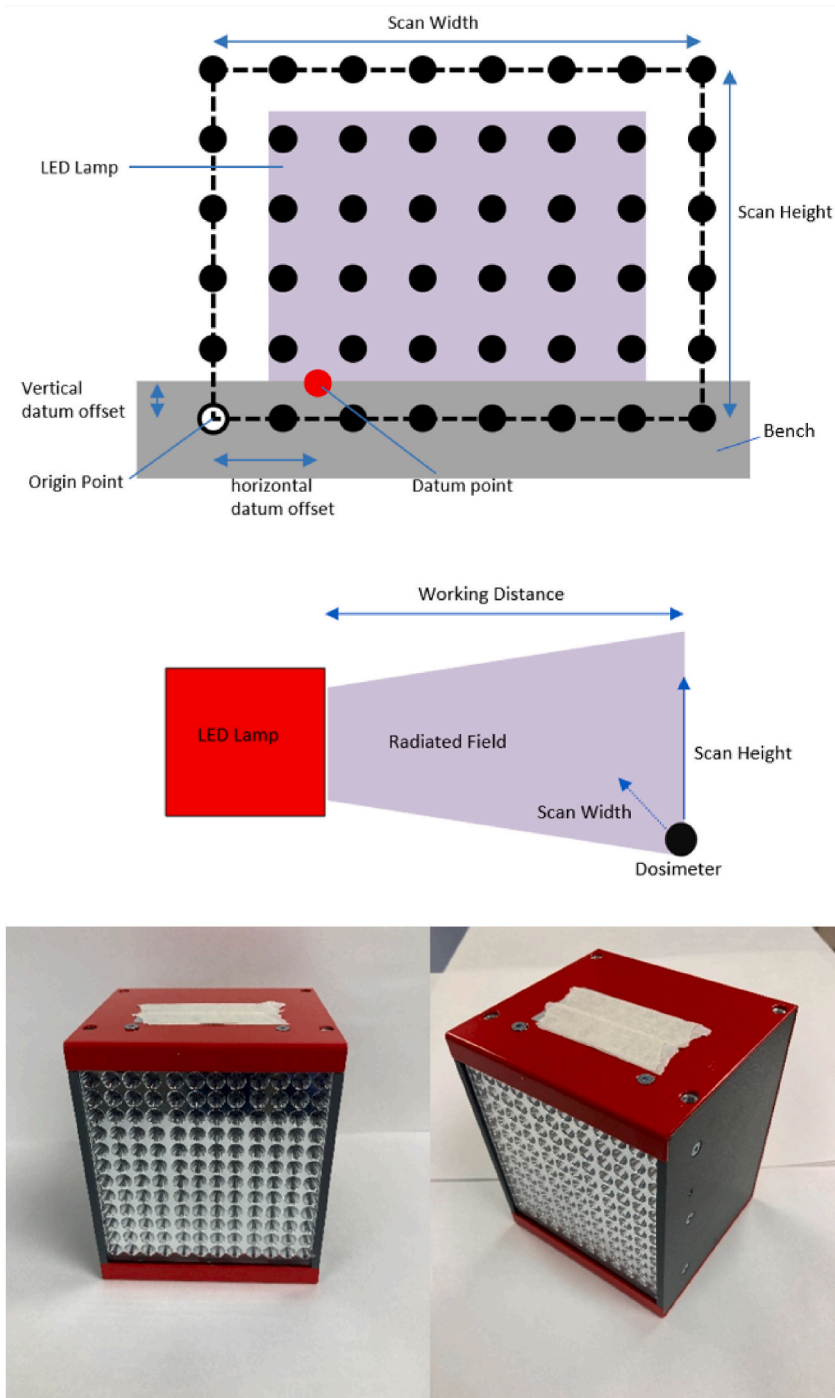 Scan Width
LED Lamp
Scan Height
Vertical
datum offset
Bench
Origin Point
horizontal
datum offset
Datum point
Working Distance
LED Lamp
Radiated Field
Scan Height
Scan Width
Dosimeter